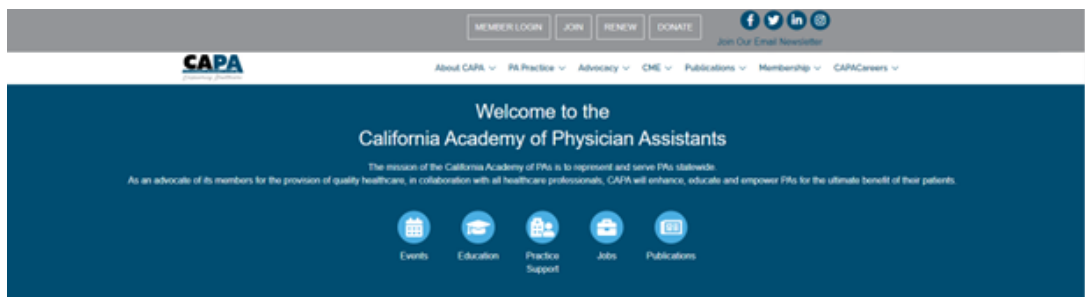 MEMBER LOGIN JOIN RENEW DONATE
Join Our Email Newsletter
CAPA
About CAPA PA Practice Advocacy CME Publications Membership CAPACareers
Welcome to the
California Academy of Physician Assistants
The mission of the California Academy of PAs is to represent and serve PAs statewide.
As an advocate of its members for the provision of quality healthcare, in collaboration with all healthcare professionals, CAPA will enhance, educate and empower PAs for the ultimate benefit of their patients.
Events Education Practice Support Jobs Publications